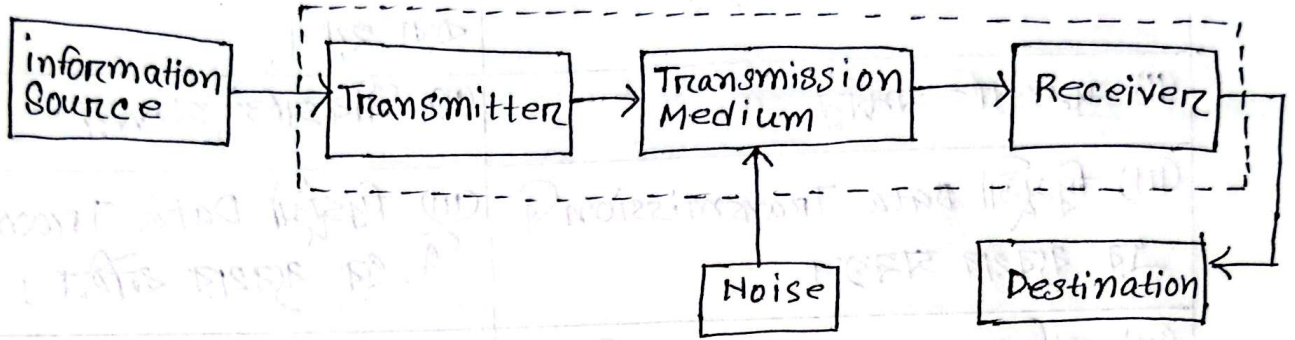 information
Source
Transmitter
Transmission
Medium
Receiver
Noise
Destination